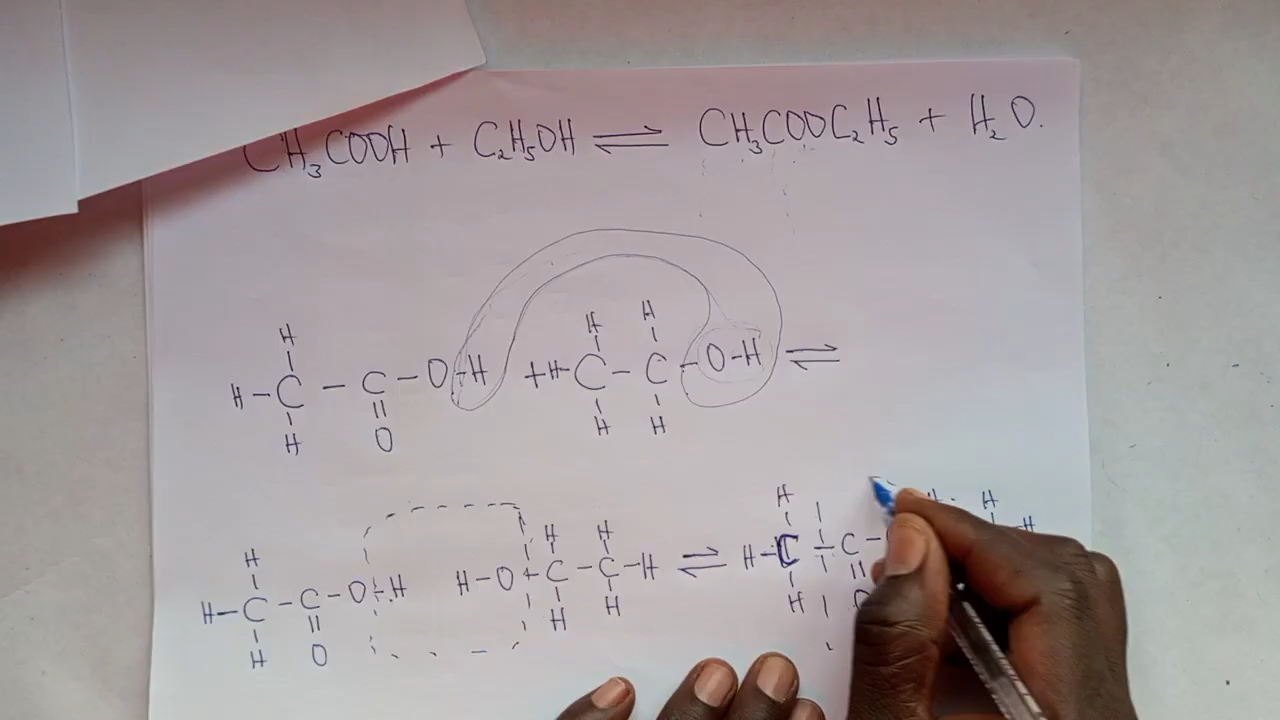 CH₃COOH + C₂H₅OH ⇌ CH₃COOC₂H₅ + H₂O.
H H H
H - C - C - O - H + H - C - C - O - H ⇌
H O H H
H H H H H
H - C - C - O - H H - O - C - C - H ⇌ H - C - C - H
H O H H H O